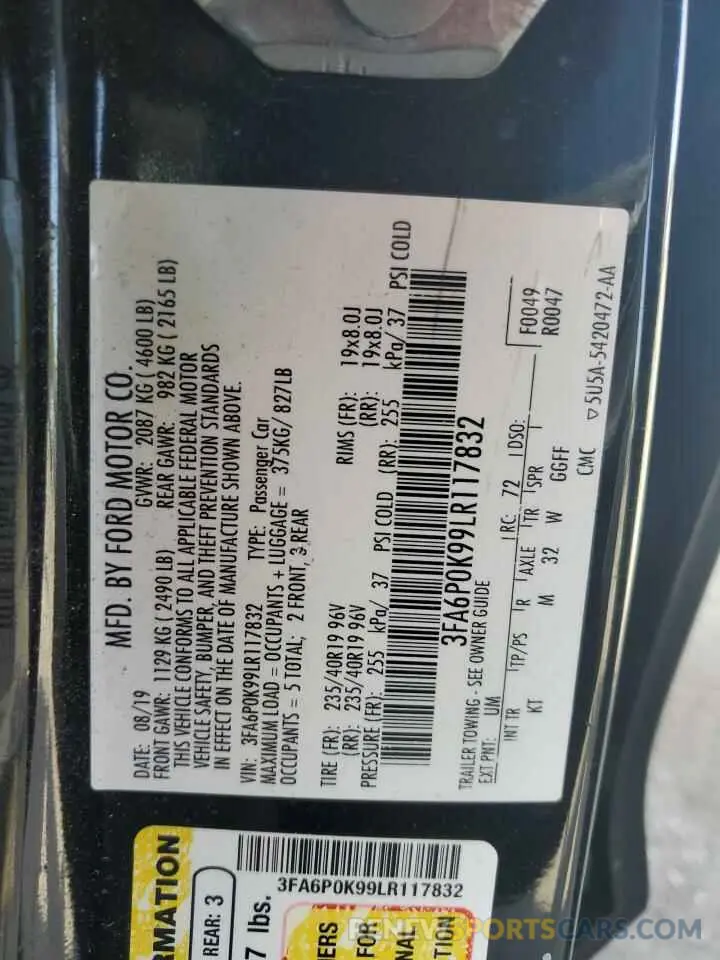 MFD. BY FORD MOTOR CO.
DATE: 08/19 GVWR: 2087 KG ( 4600 LB)
FRONT GAWR: 1129 KG ( 2490 LB) REAR GAWR: 982 KG ( 2165 LB)
THIS VEHICLE CONFORMS TO ALL APPLICABLE FEDERAL MOTOR
VEHICLE SAFETY, BUMPER, AND THEFT PREVENTION STANDARDS
IN EFFECT ON THE DATE OF MANUFACTURE SHOWN ABOVE.
VIN: 3FA6P0K99LR117832 TYPE: Passenger Car
MAXIMUM LOAD = OCCUPANTS + LUGGAGE = 375KG/ 827LB
OCCUPANTS = 5 TOTAL; 2 FRONT, 3 REAR
TIRE (FR): 235/40R19 96V RIMS (FR): 19x8.0J
(RR): 235/40R19 96V (RR): 19x8.0J
PRESSURE (FR): 255 kPa/ 37 PSI COLD (RR): 255 kPa/ 37 PSI COLD
3FA6P0K99LR117832
TRAILER TOWING - SEE OWNER GUIDE
EXT PNT: UM RC: 72 DSO: F0049
R0047
INT TR TP/PS R AXLE TR SPR
KT M 32 W GGFF
CMC ▽5U5A-5420472-AA
RMATION
REAR: 3
7 lbs.
3FA6P0K99LR117832
FOR
NAL
TION
RENEWSPORTSCARS.COM